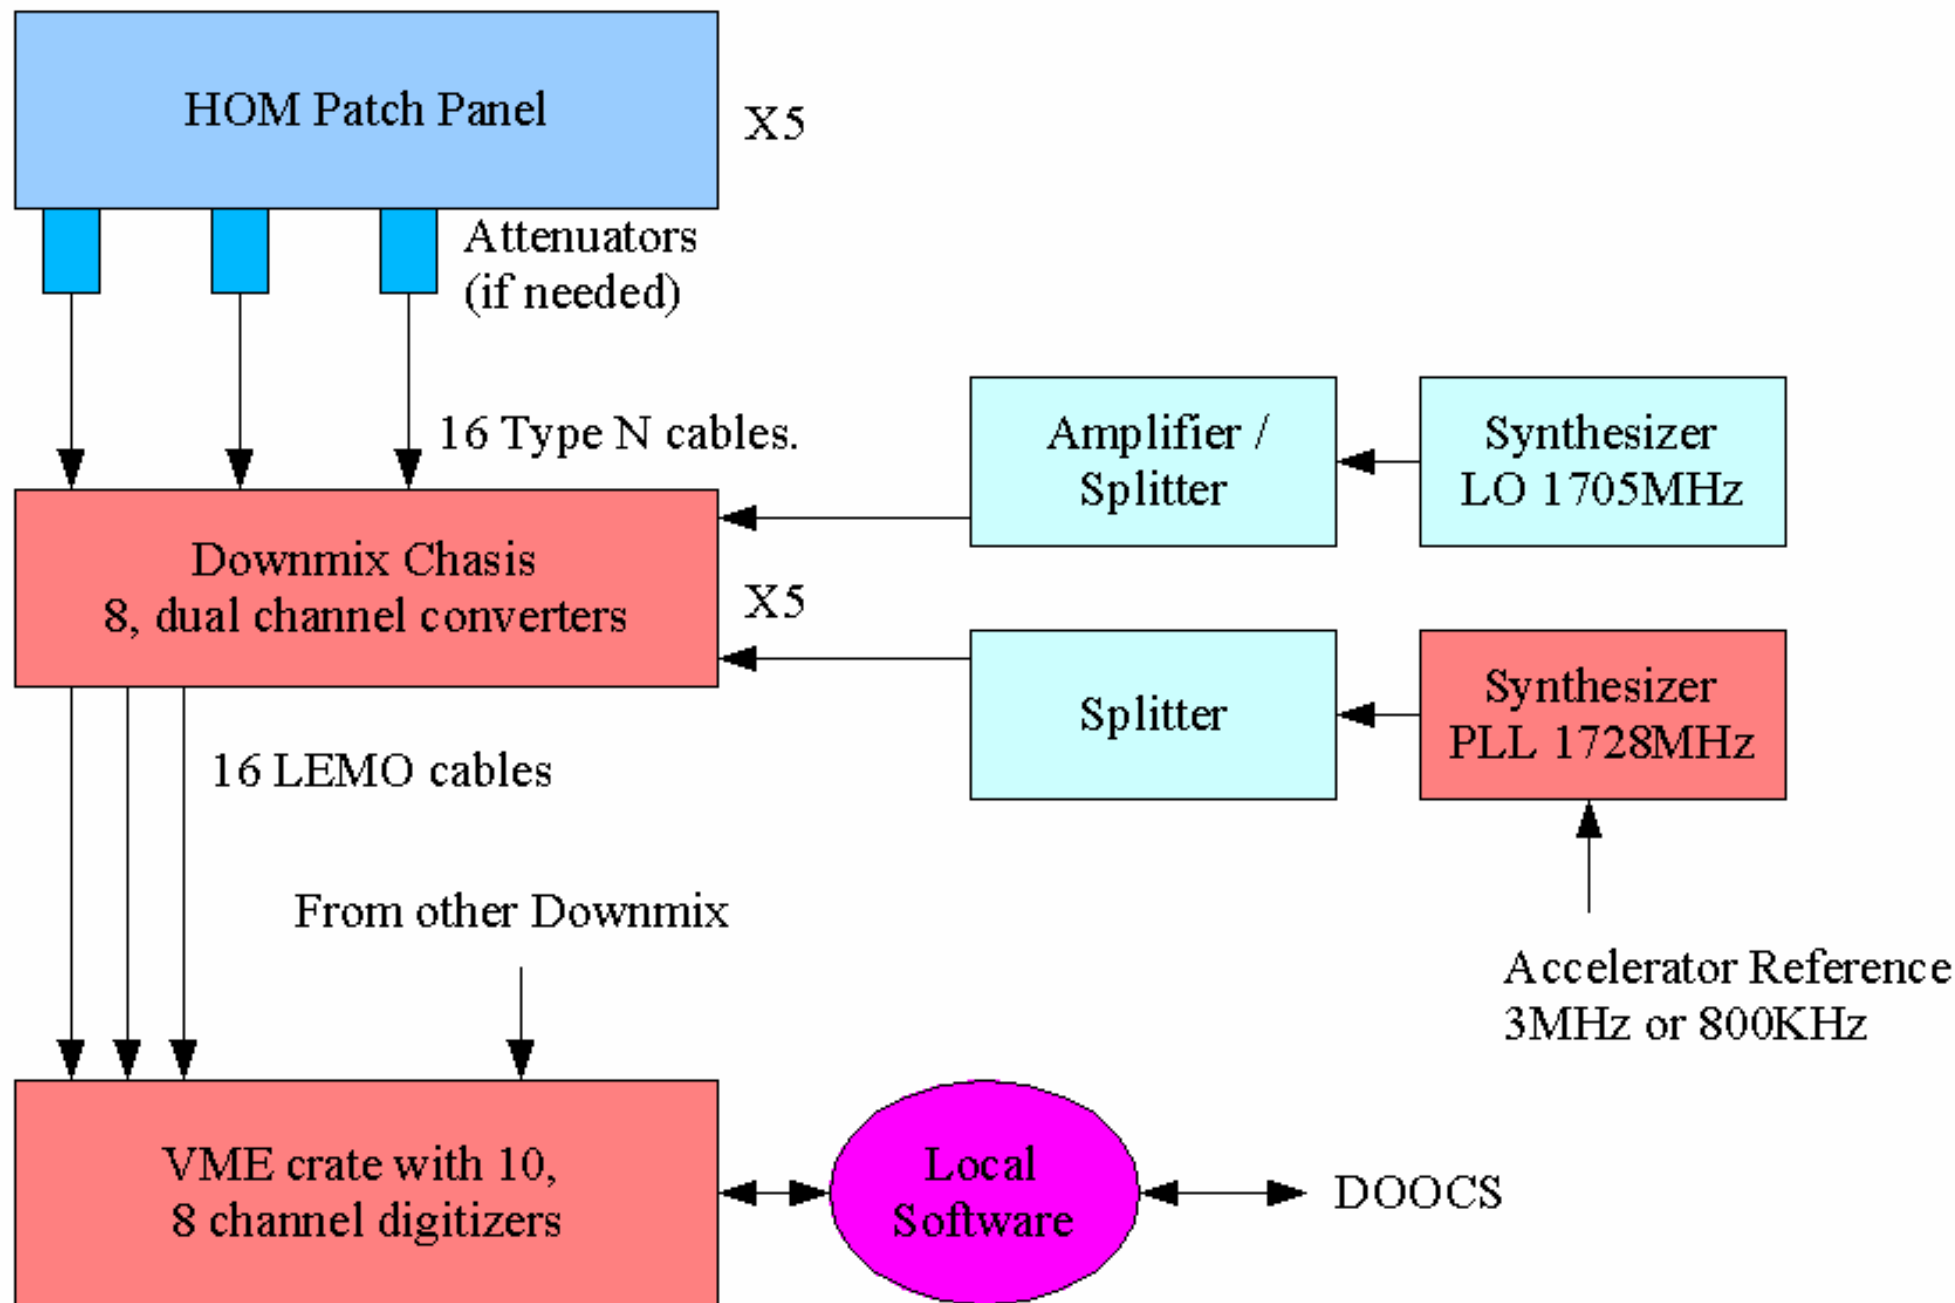 HOM Patch Panel
X5
Attenuators
(if needed)
16 Type N cables.
Amplifier /
Splitter
Synthesizer
LO 1705MHz
Downmix Chasis
8, dual channel converters
X5
Splitter
Synthesizer
PLL 1728MHz
16 LEMO cables
From other Downmix
Accelerator Reference
3MHz or 800KHz
VME crate with 10,
8 channel digitizers
Local
Software
DOOCS